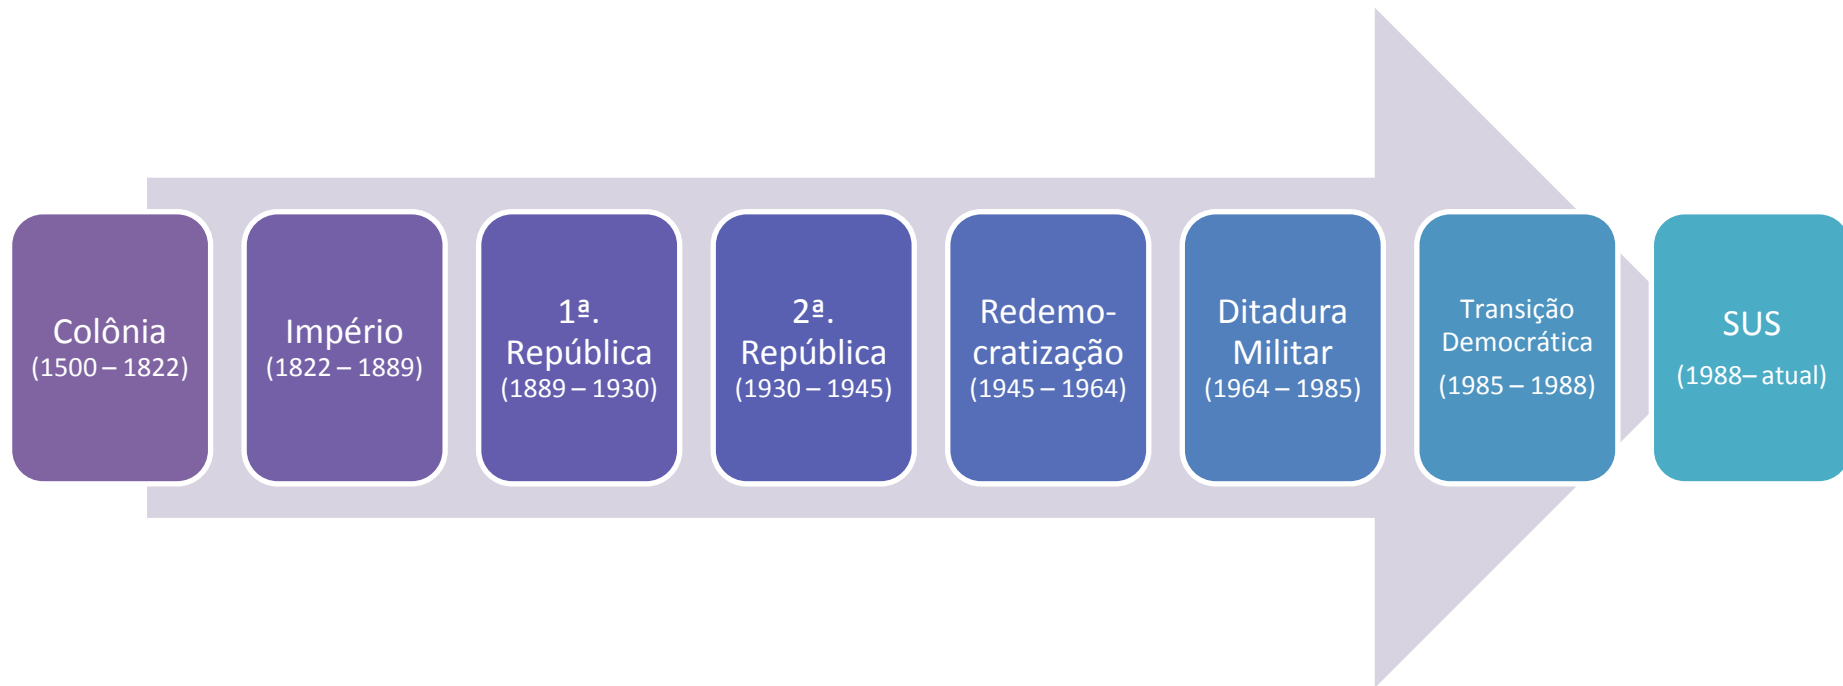 Colônia
(1500 – 1822)
Império
(1822 – 1889)
1ª.
República
(1889 – 1930)
2ª.
República
(1930 – 1945)
Redemo-
cratização
(1945 – 1964)
Ditadura
Militar
(1964 – 1985)
Transição
Democrática
(1985 – 1988)
SUS
(1988– atual)